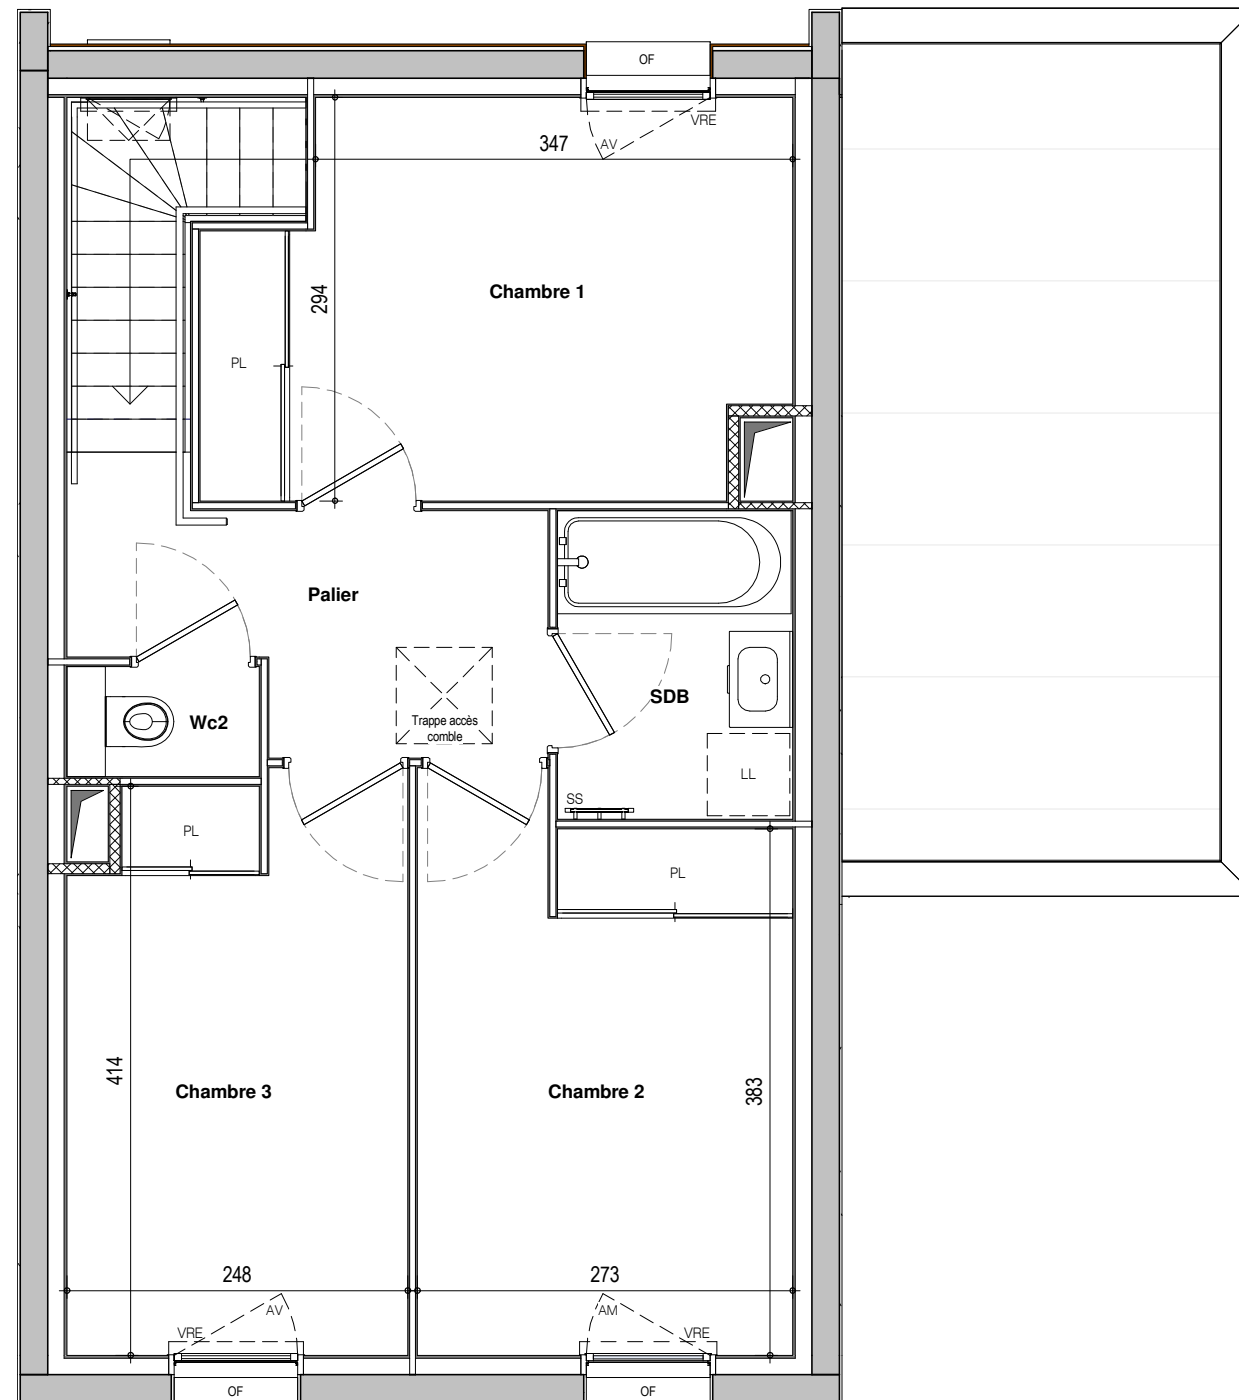 OF
VRE
AV
347
294
Chambre 1
PL
Palier
SDB
Wc2
Trappe accès
comble
LL
SS
PL
PL
414
Chambre 3
Chambre 2
383
248
273
AV
AM
VRE
VRE
OF
OF